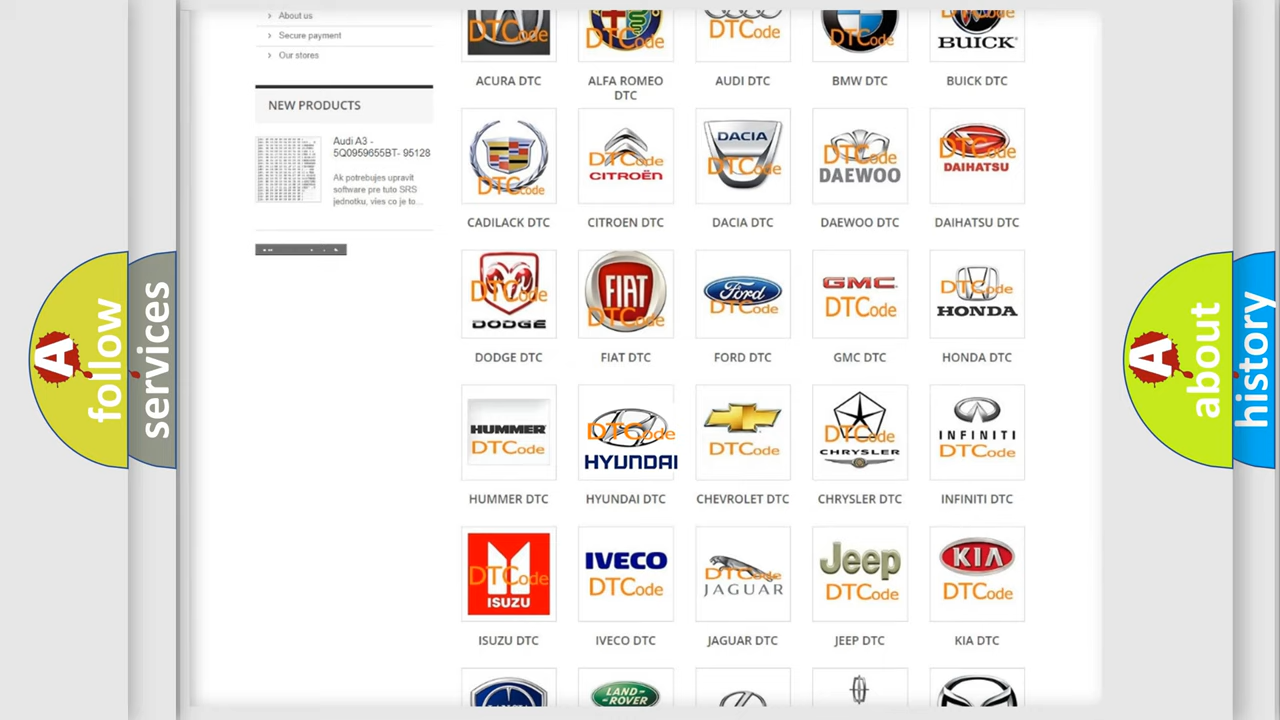 About us
Secure payment
Our stores
NEW PRODUCTS
Audi A3 -
5Q0959655BT- 95128
Ak potrebujes upravit
software pre tuto SRS
jednotku, vies co je to...
DTCode DTCode DTCode DTCode BUICK
ACURA DTC ALFA ROMEO DTC AUDI DTC BMW DTC BUICK DTC
DTCode DTCode CITROËN DACIA DTCode DTCode DAEWOO DTCode DAIHATSU
CADILACK DTC CITROEN DTC DACIA DTC DAEWOO DTC DAIHATSU DTC
DTCode DODGE FIAT DTCode Ford DTCode GMC DTCode DTCode HONDA
DODGE DTC FIAT DTC FORD DTC GMC DTC HONDA DTC
HUMMER DTCode DTCode HYUNDAI DTCode DTCode CHRYSLER INFINITI DTCode
HUMMER DTC HYUNDAI DTC CHEVROLET DTC CHRYSLER DTC INFINITI DTC
DTCode ISUZU IVECO DTCode DTCode JAGUAR Jeep DTCode KIA DTCode
ISUZU DTC IVECO DTC JAGUAR DTC JEEP DTC KIA DTC
LAND-ROVER
A follow
services
A about
history